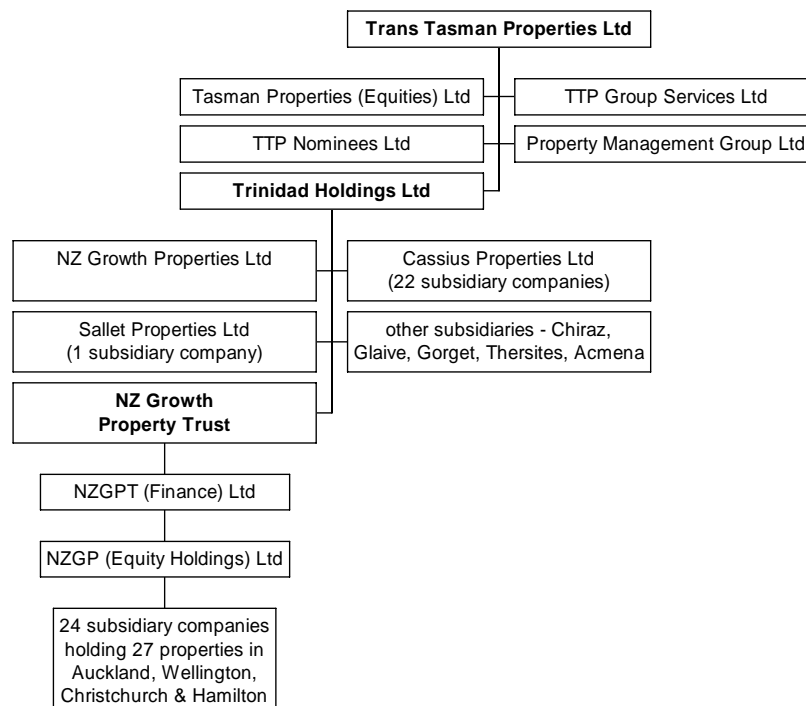 Trans Tasman Properties Ltd
Tasman Properties (Equities) Ltd
TTP Group Services Ltd
TTP Nominees Ltd
Property Management Group Ltd
Trinidad Holdings Ltd
NZ Growth Properties Ltd
Cassius Properties Ltd
(22 subsidiary companies)
Sallet Properties Ltd
(1 subsidiary company)
other subsidiaries - Chiraz,
Glaive, Gorget, Thersites, Acmena
NZ Growth
Property Trust
NZGPT (Finance) Ltd
NZGP (Equity Holdings) Ltd
24 subsidiary companies
holding 27 properties in
Auckland, Wellington,
Christchurch & Hamilton